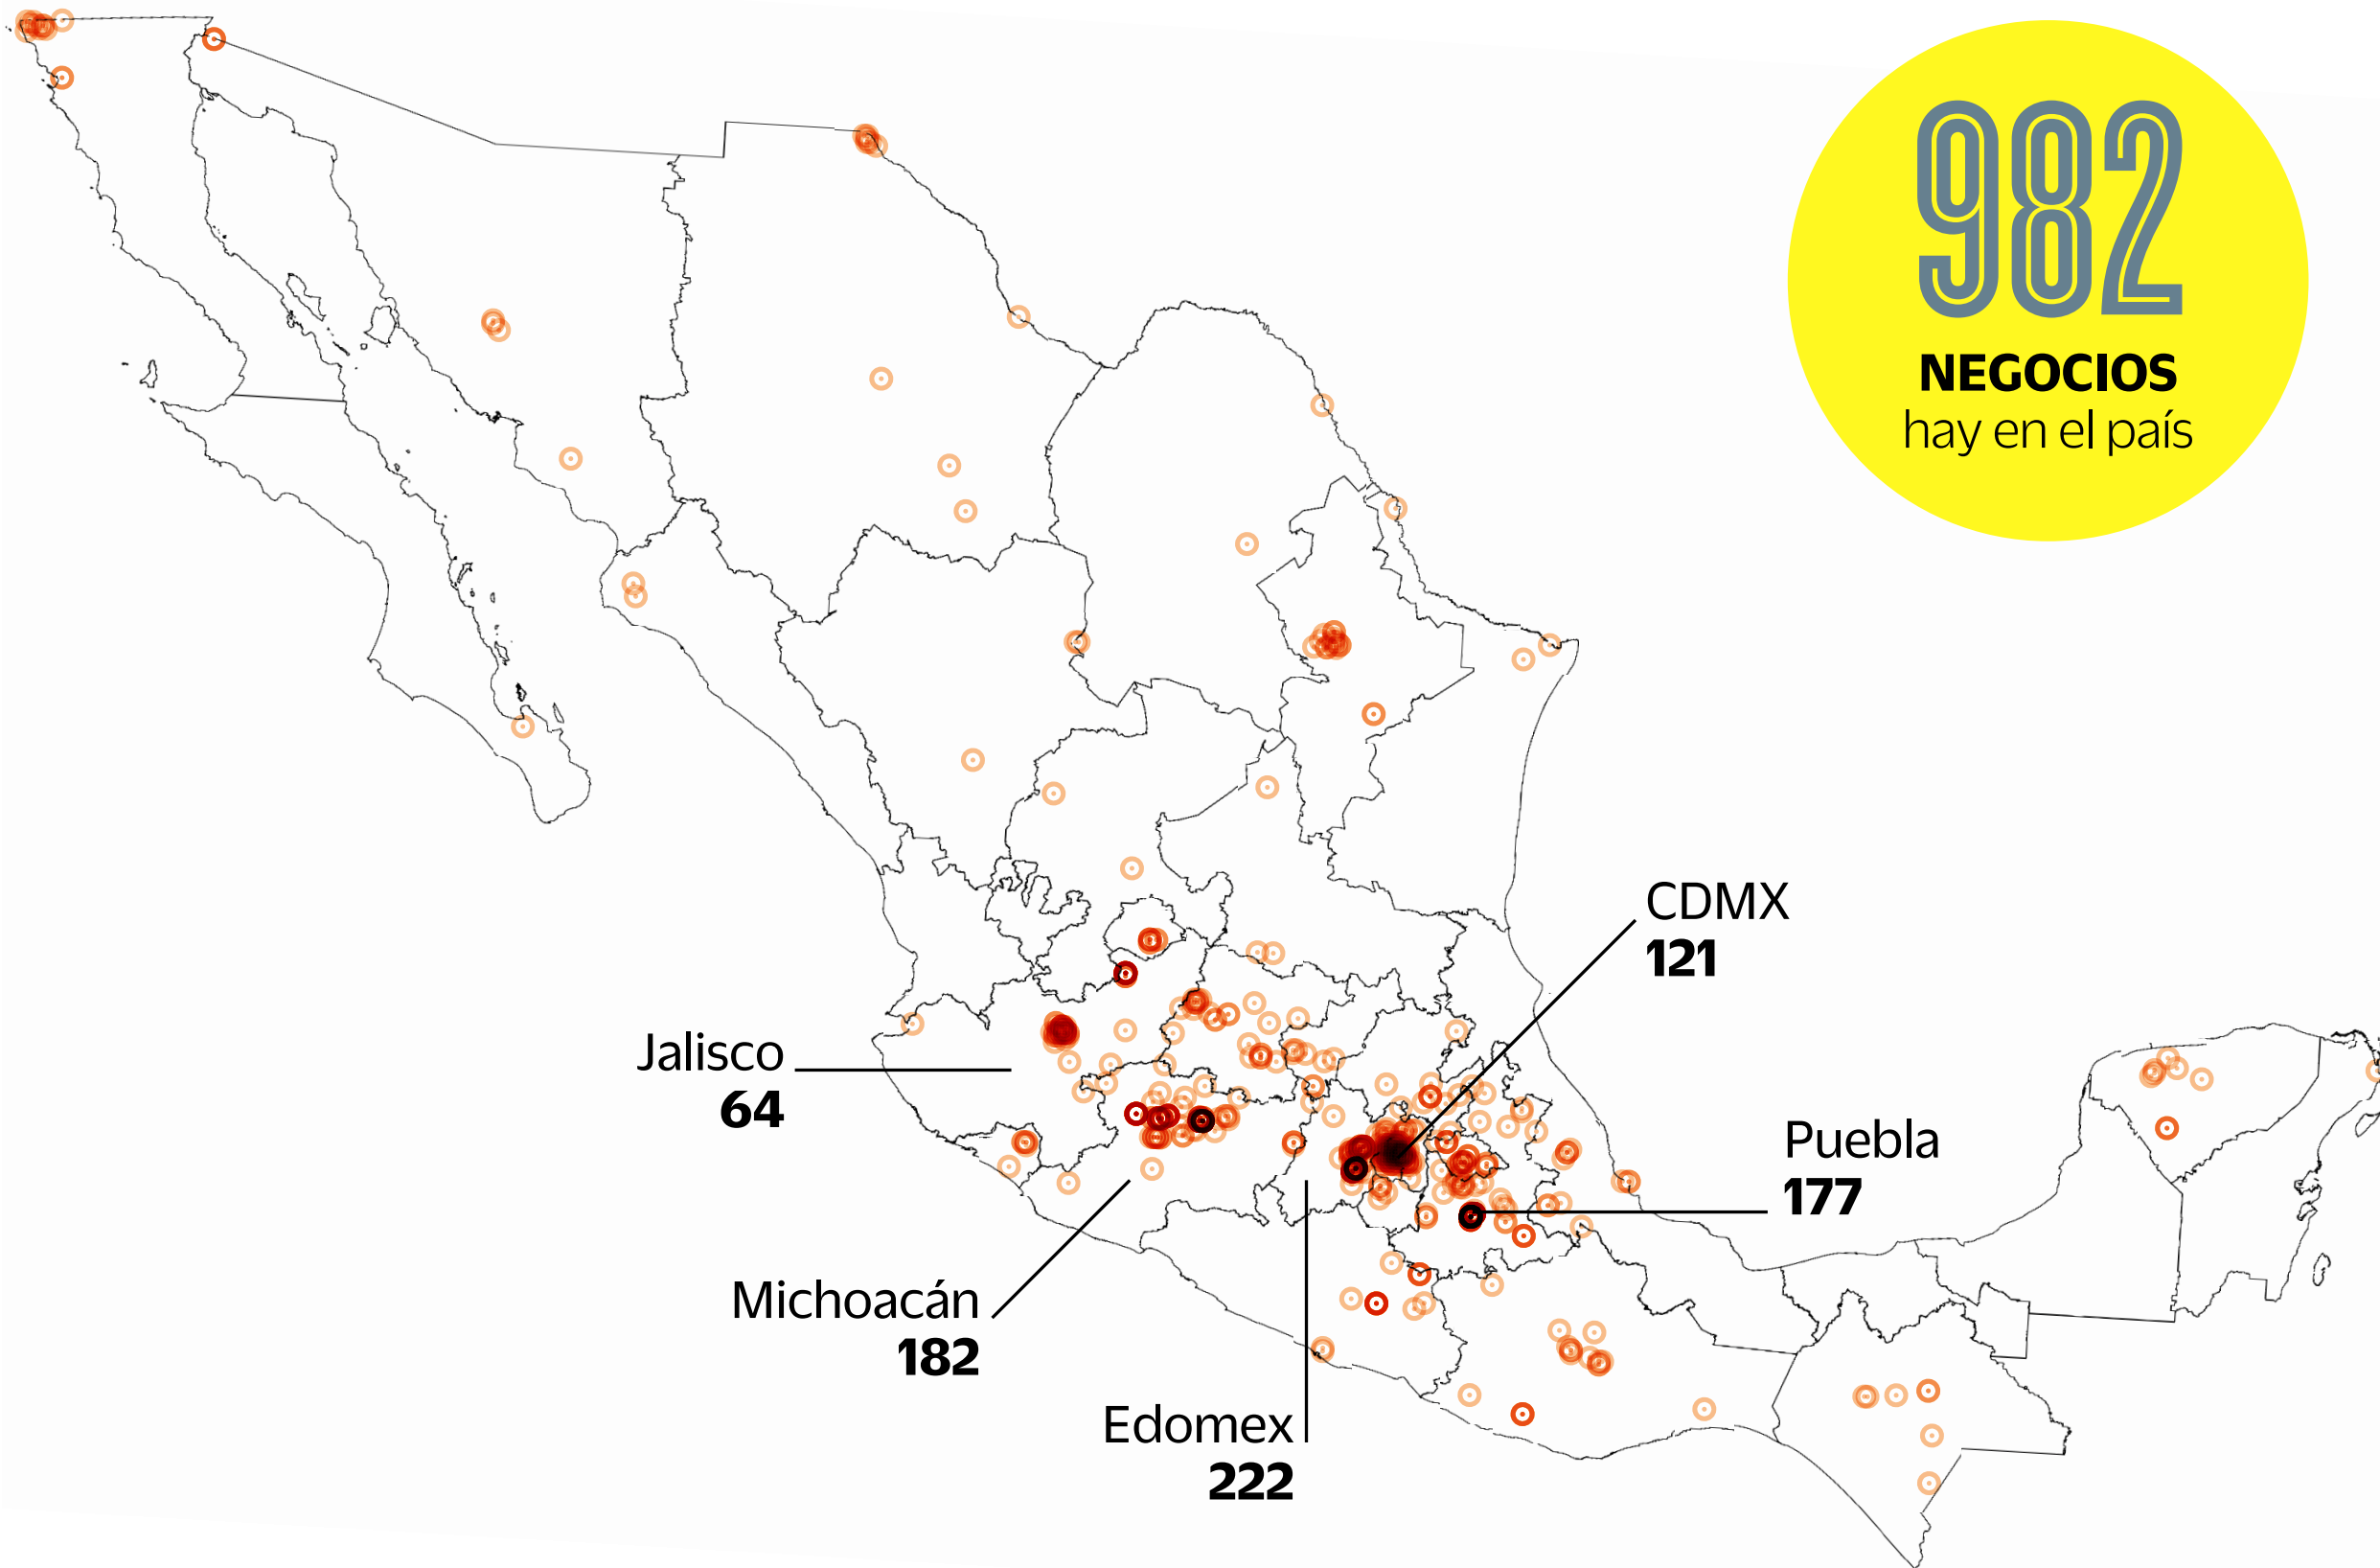 982
NEGOCIOS
hay en el país
CDMX
121
Jalisco
64
Puebla
177
Michoacán
182
Edomex
222